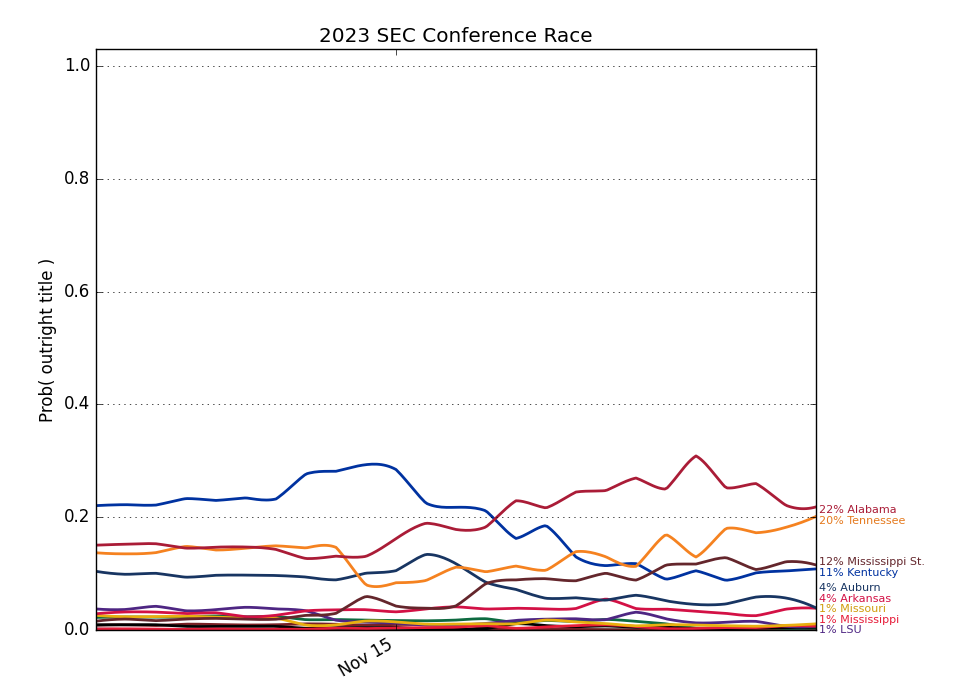 2023 SEC Conference Race
Prob( outright title )
1.0
0.8
0.6
0.4
0.2
0.0
Nov 15
22% Alabama
20% Tennessee
12% Mississippi St.
11% Kentucky
4% Auburn
4% Arkansas
1% Missouri
1% Mississippi
1% LSU